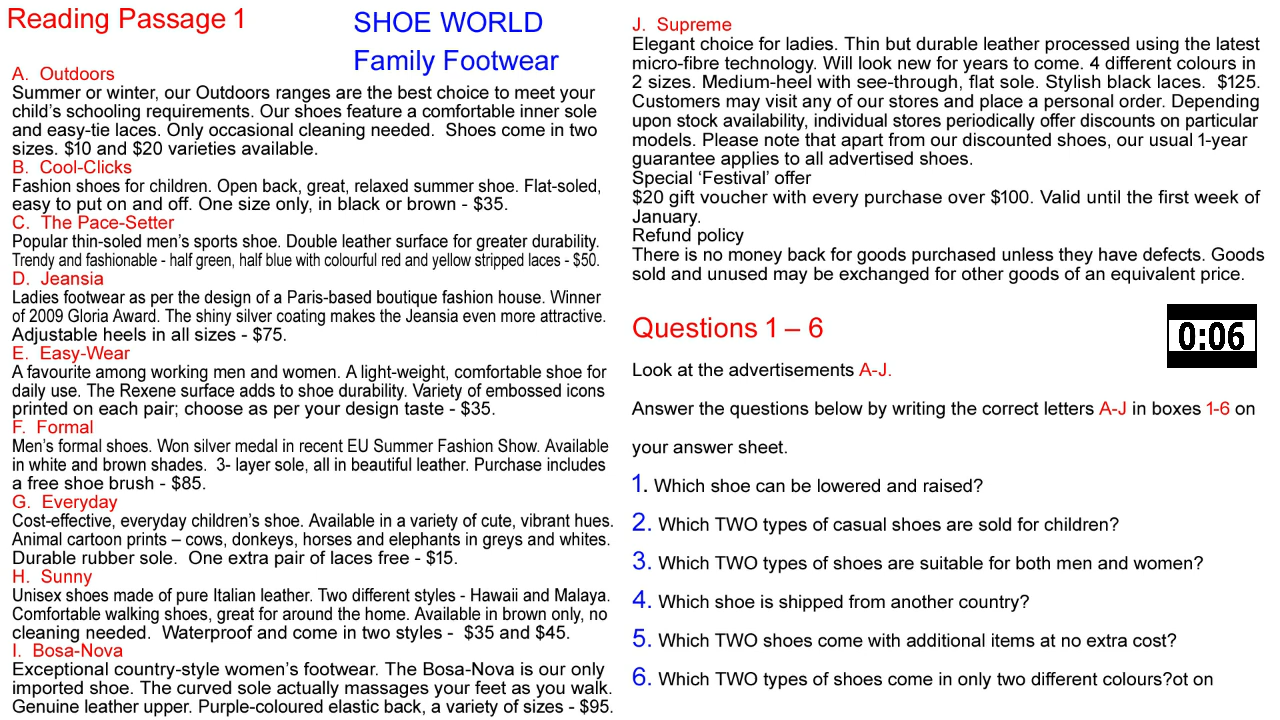 Reading Passage 1
SHOE WORLD
Family Footwear
A. Outdoors
Summer or winter, our Outdoors ranges are the best choice to meet your
child's schooling requirements. Our shoes feature a comfortable inner sole
and easy-tie laces. Only occasional cleaning needed. Shoes come in two
sizes. $10 and $20 varieties available.
B. Cool-Clicks
Fashion shoes for children. Open back, great, relaxed summer shoe. Flat-soled,
easy to put on and off. One size only, in black or brown - $35.
C. The Pace-Setter
Popular thin-soled men's sports shoe. Double leather surface for greater durability.
Trendy and fashionable - half green, half blue with colourful red and yellow stripped laces - $50.
D. Jeansia
Ladies footwear as per the design of a Paris-based boutique fashion house. Winner
of 2009 Gloria Award. The shiny silver coating makes the Jeansia even more attractive.
Adjustable heels in all sizes - $75.
E. Easy-Wear
A favourite among working men and women. A light-weight, comfortable shoe for
daily use. The Rexene surface adds to shoe durability. Variety of embossed icons
printed on each pair; choose as per your design taste - $35.
F. Formal
Men's formal shoes. Won silver medal in recent EU Summer Fashion Show. Available
in white and brown shades. 3- layer sole, all in beautiful leather. Purchase includes
a free shoe brush - $85.
G. Everyday
Cost-effective, everyday children's shoe. Available in a variety of cute, vibrant hues.
Animal cartoon prints – cows, donkeys, horses and elephants in greys and whites.
Durable rubber sole. One extra pair of laces free - $15.
H. Sunny
Unisex shoes made of pure Italian leather. Two different styles - Hawaii and Malaya.
Comfortable walking shoes, great for around the home. Available in brown only, no
cleaning needed. Waterproof and come in two styles - $35 and $45.
I. Bosa-Nova
Exceptional country-style women's footwear. The Bosa-Nova is our only
imported shoe. The curved sole actually massages your feet as you walk.
Genuine leather upper. Purple-coloured elastic back, a variety of sizes - $95.
J. Supreme
Elegant choice for ladies. Thin but durable leather processed using the latest
micro-fibre technology. Will look new for years to come. 4 different colours in
2 sizes. Medium-heel with see-through, flat sole. Stylish black laces. $125.
Customers may visit any of our stores and place a personal order. Depending
upon stock availability, individual stores periodically offer discounts on particular
models. Please note that apart from our discounted shoes, our usual 1-year
guarantee applies to all advertised shoes.
Special 'Festival' offer
$20 gift voucher with every purchase over $100. Valid until the first week of
January.
Refund policy
There is no money back for goods purchased unless they have defects. Goods
sold and unused may be exchanged for other goods of an equivalent price.
Questions 1 – 6
0:06
Look at the advertisements A-J.
Answer the questions below by writing the correct letters A-J in boxes 1-6 on
your answer sheet.
1. Which shoe can be lowered and raised?
2. Which TWO types of casual shoes are sold for children?
3. Which TWO types of shoes are suitable for both men and women?
4. Which shoe is shipped from another country?
5. Which TWO shoes come with additional items at no extra cost?
6. Which TWO types of shoes come in only two different colours?ot on